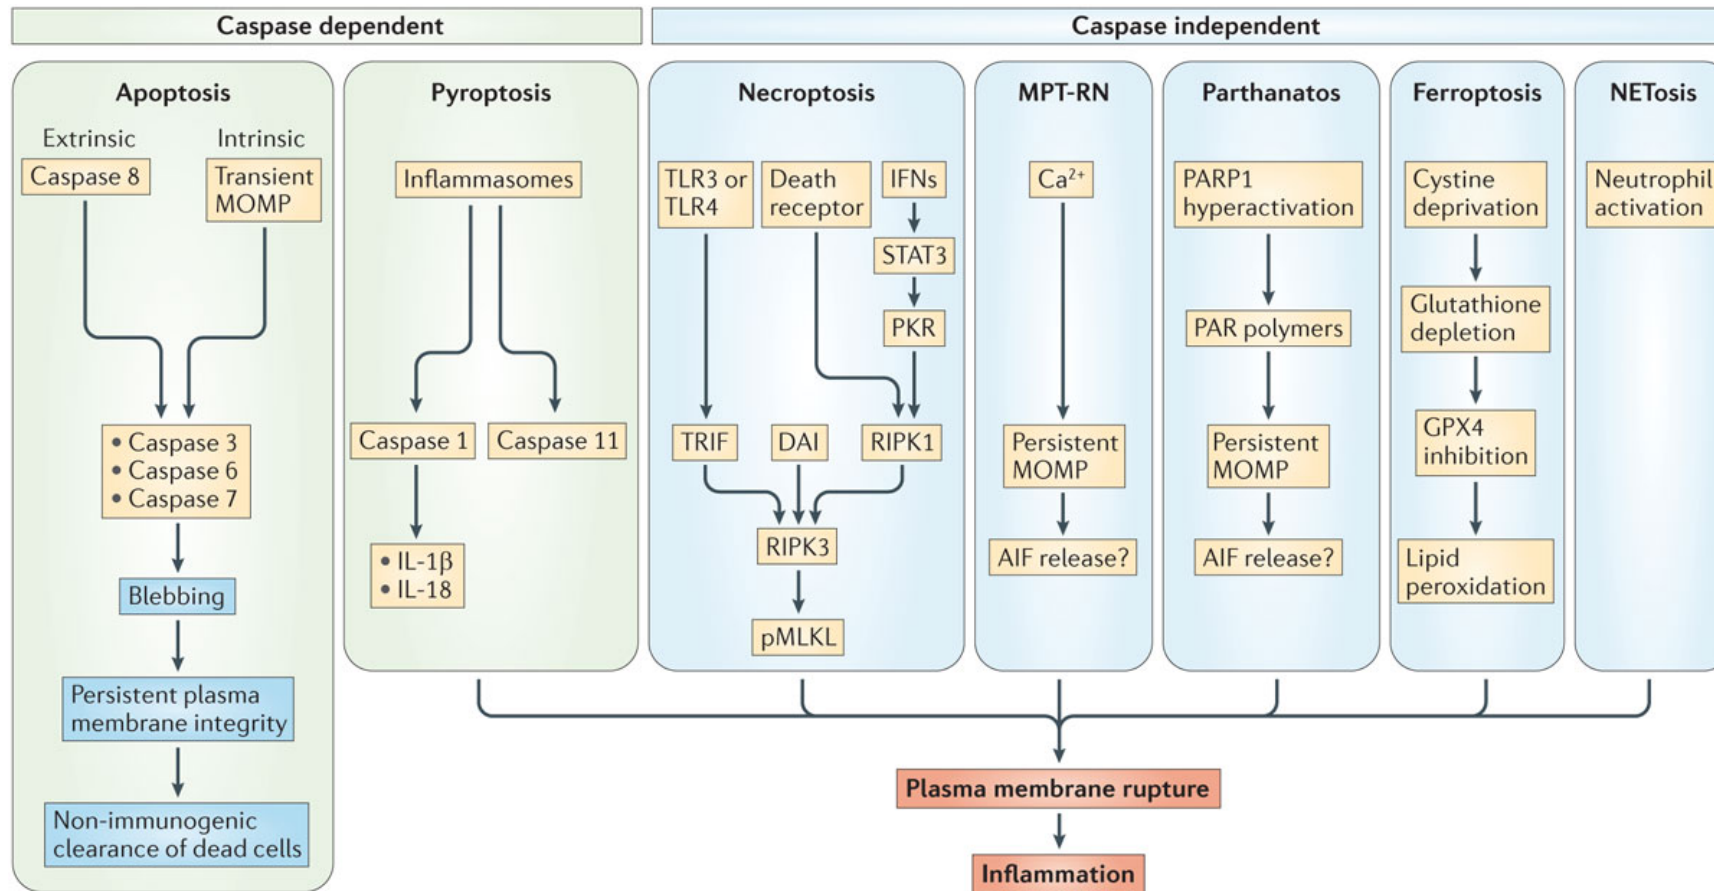 Caspase dependent
Caspase independent
Apoptosis
Extrinsic
Intrinsic
Caspase 8
Transient
MOMP
• Caspase 3
• Caspase 6
• Caspase 7
Blebbing
Persistent plasma
membrane integrity
Non-immunogenic
clearance of dead cells
Pyroptosis
Inflammasomes
Caspase 1
Caspase 11
• IL-1β
• IL-18
Necroptosis
TLR3 or
TLR4
Death
receptor
IFNs
STAT3
PKR
TRIF
DAI
RIPK1
RIPK3
pMLKL
MPT-RN
Ca²⁺
Persistent
MOMP
AIF release?
Parthanatos
PARP1
hyperactivation
PAR polymers
Persistent
MOMP
AIF release?
Ferroptosis
Cystine
deprivation
Glutathione
depletion
GPX4
inhibition
Lipid
peroxidation
NETosis
Neutrophil
activation
Plasma membrane rupture
Inflammation